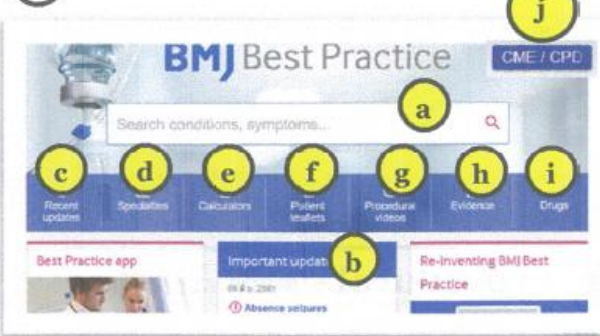 j
BMJ Best Practice
CME / CPD
a
Search conditions, symptoms...
c d e f g h i
Recent updates
Specialties
Calculators
Patient leaflets
Procedural videos
Evidence
Drugs
Best Practice app
Important updat
b
Re-inventing BMJ Best
Practice
Absence seizures